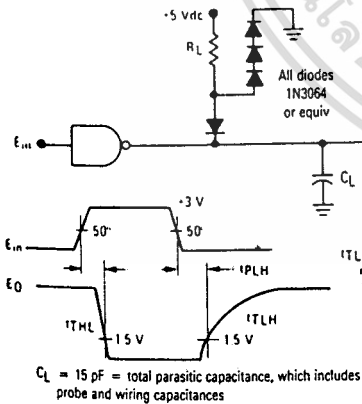 +5 Vdc
RL
All diodes
1N3064
or equiv
Ein
CL
+3 V
Ein
50%
50%
tPLH
EO
tTHL
1.5 V
tTLH
1.5 V
CL = 15 pF = total parasitic capacitance, which includes
probe and wiring capacitances